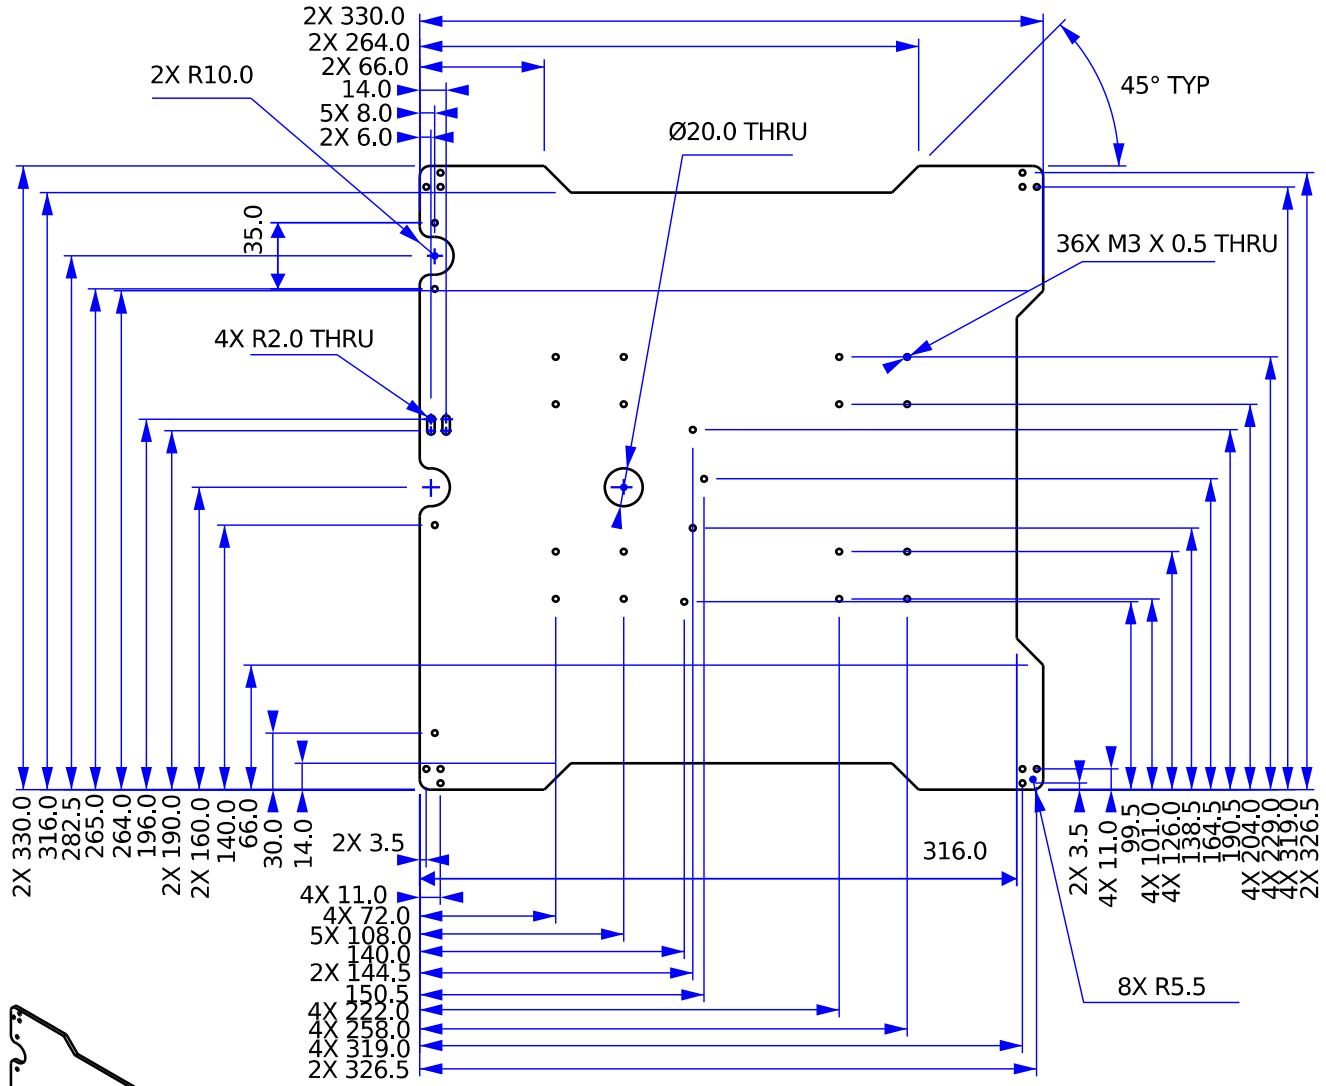 2X 330.0
2X 264.0
2X 66.0
14.0
5X 8.0
2X 6.0
2X R10.0
45° TYP
Ø20.0 THRU
35.0
36X M3 X 0.5 THRU
4X R2.0 THRU
2X 330.0
316.0
282.5
265.0
264.0
196.0
2X 190.0
2X 160.0
140.0
66.0
30.0
14.0
2X 3.5
4X 11.0
4X 72.0
5X 108.0
140.0
2X 144.5
150.5
4X 222.0
4X 258.0
4X 319.0
2X 326.5
316.0
2X 3.5
4X 11.0
99.5
4X 101.0
4X 126.0
138.5
164.5
190.5
4X 204.0
4X 229.0
4X 319.0
2X 326.5
8X R5.5